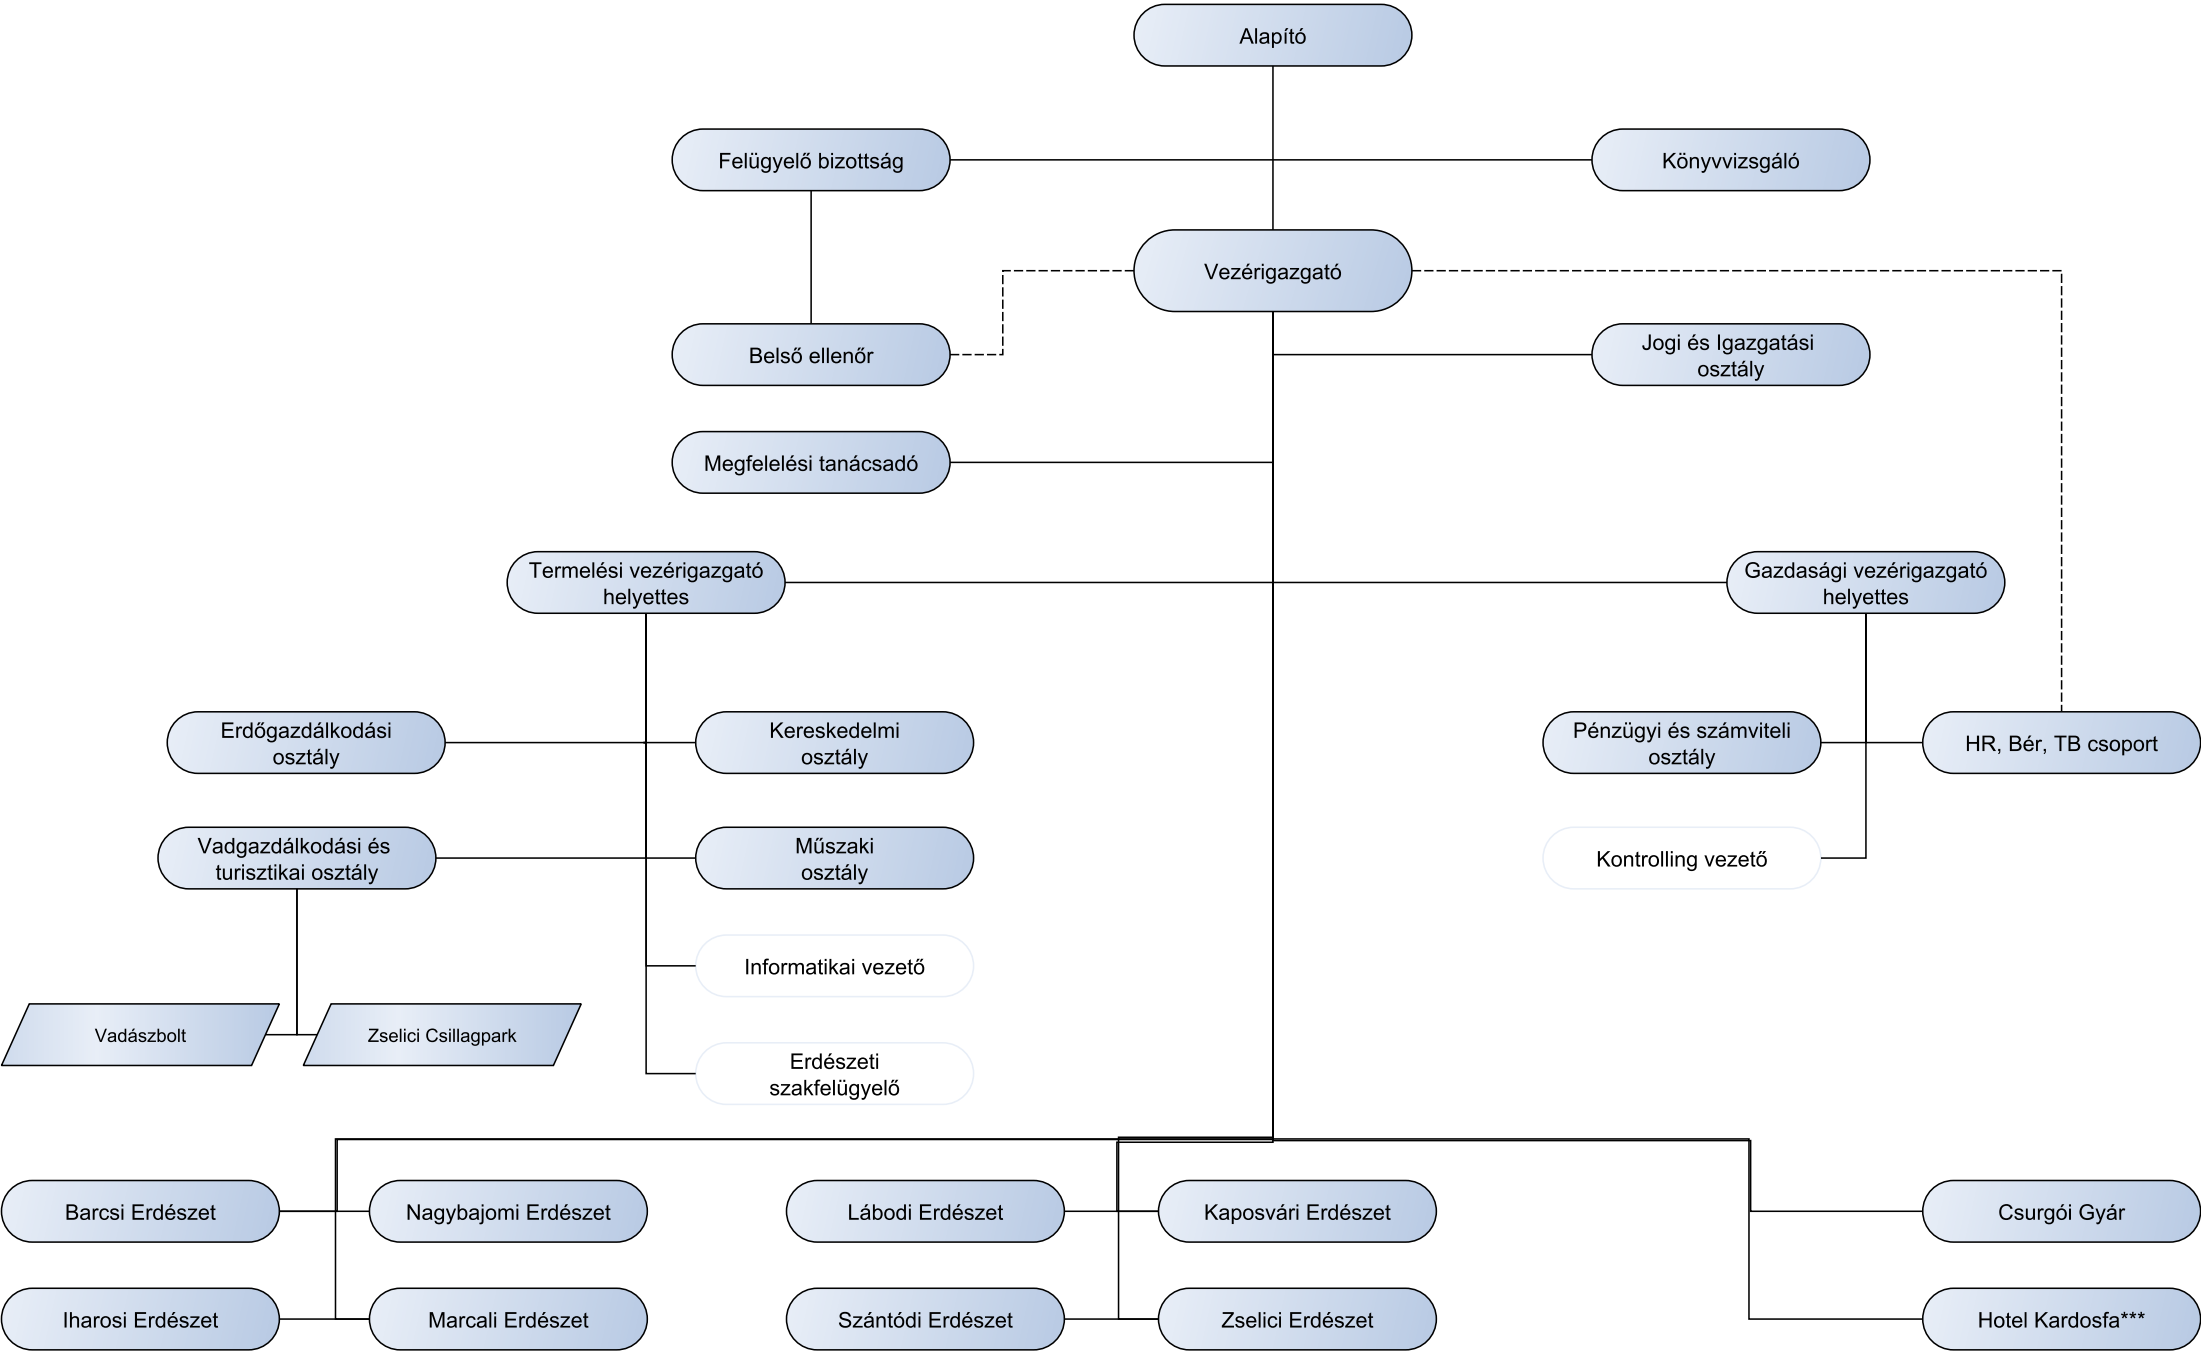 Alapító
Felügyelő bizottság
Könyvvizsgáló
Vezérigazgató
Belső ellenőr
Jogi és Igazgatási
osztály
Megfelelési tanácsadó
Termelési vezérigazgató
helyettes
Gazdasági vezérigazgató
helyettes
Erdőgazdálkodási
osztály
Kereskedelmi
osztály
Pénzügyi és számviteli
osztály
HR, Bér, TB csoport
Vadgazdálkodási és
turisztikai osztály
Műszaki
osztály
Kontrolling vezető
Informatikai vezető
Vadászbolt
Zselici Csillagpark
Erdészeti
szakfelügyelő
Barcsi Erdészet
Nagybajomi Erdészet
Lábodi Erdészet
Kaposvári Erdészet
Csurgói Gyár
Iharosi Erdészet
Marcali Erdészet
Szántódi Erdészet
Zselici Erdészet
Hotel Kardosfa***